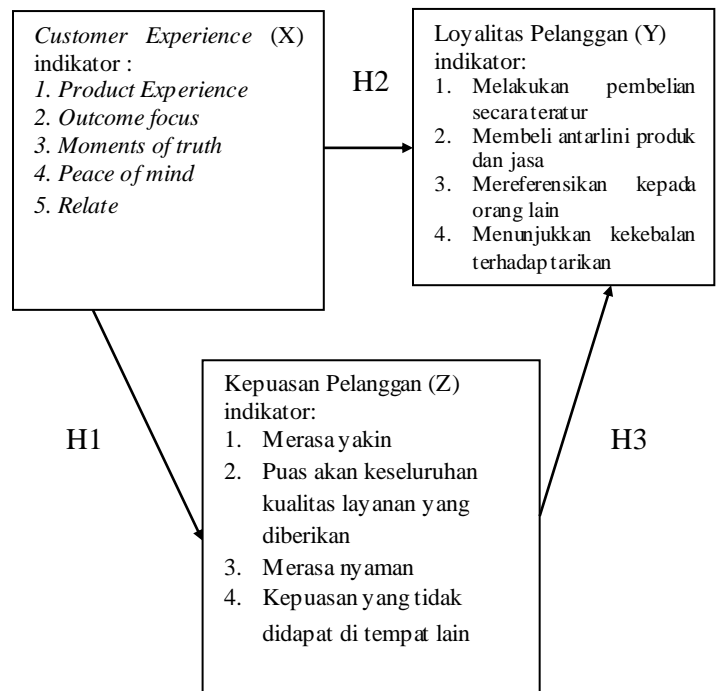 Customer Experience (X)
indikator :
1. Product Experience
2. Outcome focus
3. Moments of truth
4. Peace of mind
5. Relate
H2
Loyalitas Pelanggan (Y)
indikator:
1. Melakukan pembelian
secara teratur
2. Membeli antarlini produk
dan jasa
3. Mereferensikan kepada
orang lain
4. Menunjukkan kekebalan
terhadap tarikan
H1
Kepuasan Pelanggan (Z)
indikator:
1. Merasa yakin
2. Puas akan keseluruhan
kualitas layanan yang
diberikan
3. Merasa nyaman
4. Kepuasan yang tidak
didapat di tempat lain
H3